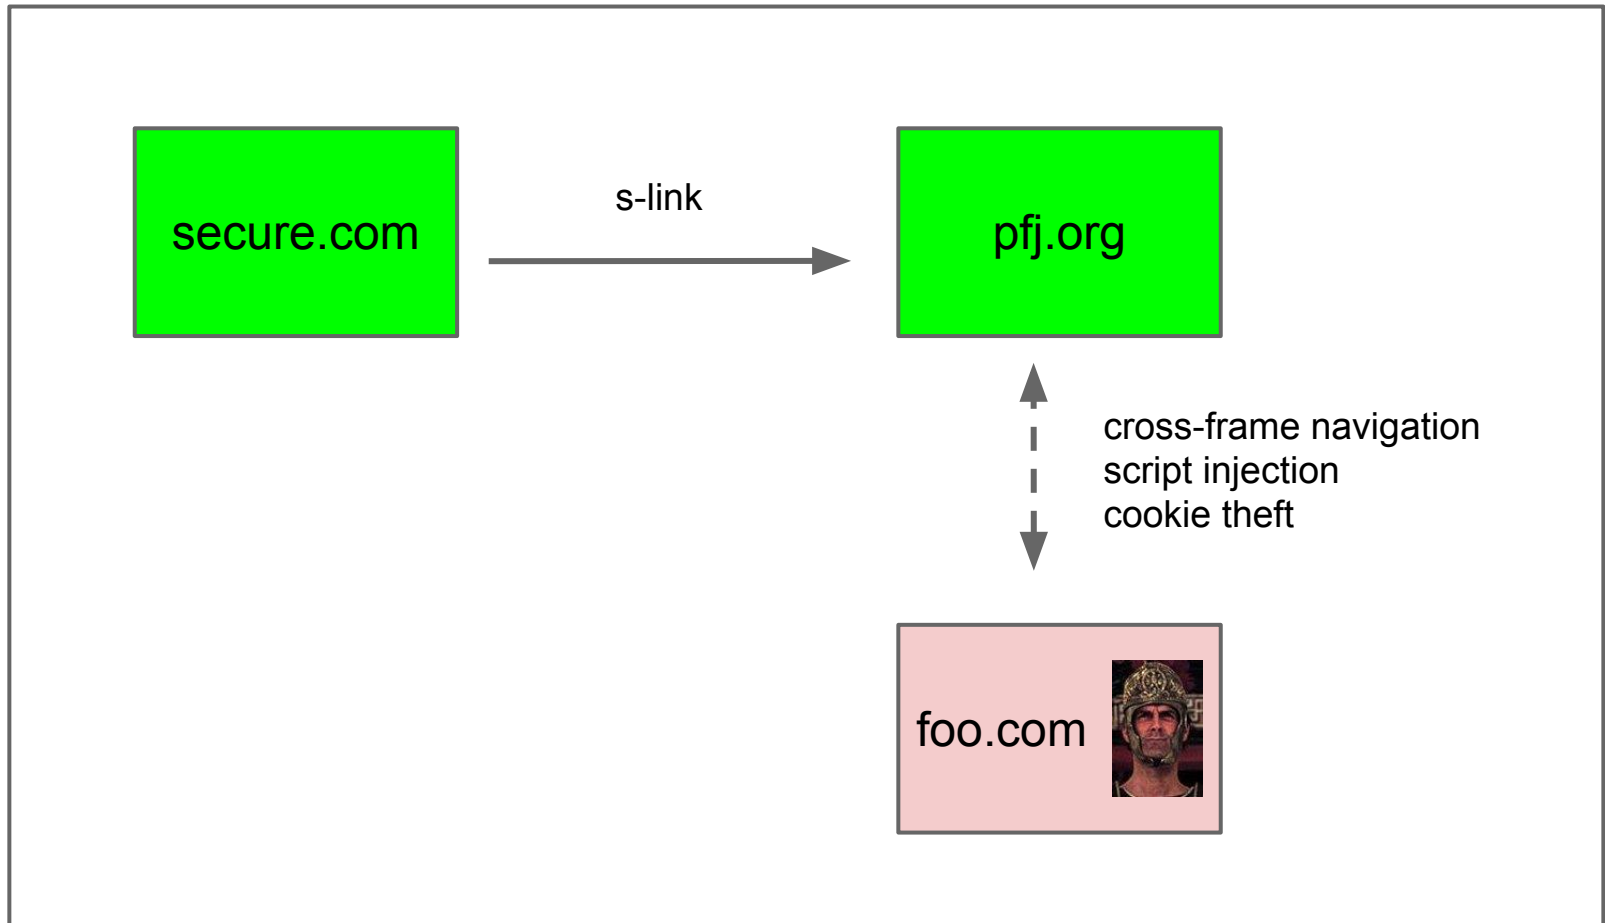 secure.com
s-link
pfj.org
cross-frame navigation
script injection
cookie theft
foo.com